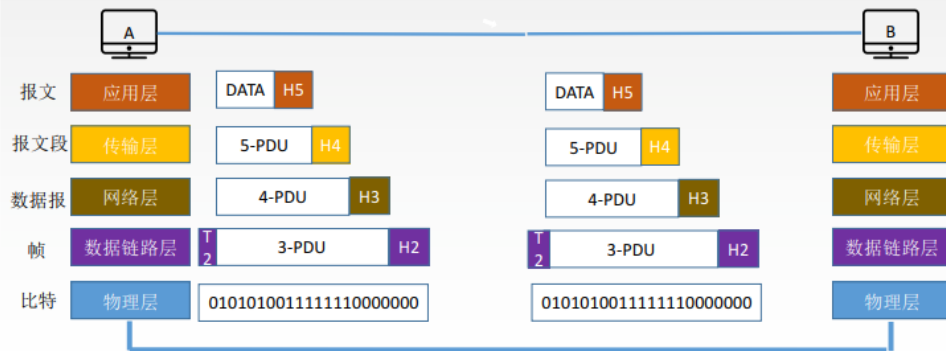 A B
报文 应用层 DATA H5 DATA H5 应用层
报文段 传输层 5-PDU H4 5-PDU H4 传输层
数据报 网络层 4-PDU H3 4-PDU H3 网络层
帧 数据链路层 T2 3-PDU H2 T2 3-PDU H2 数据链路层
比特 物理层 0101010011111110000000 0101010011111110000000 物理层